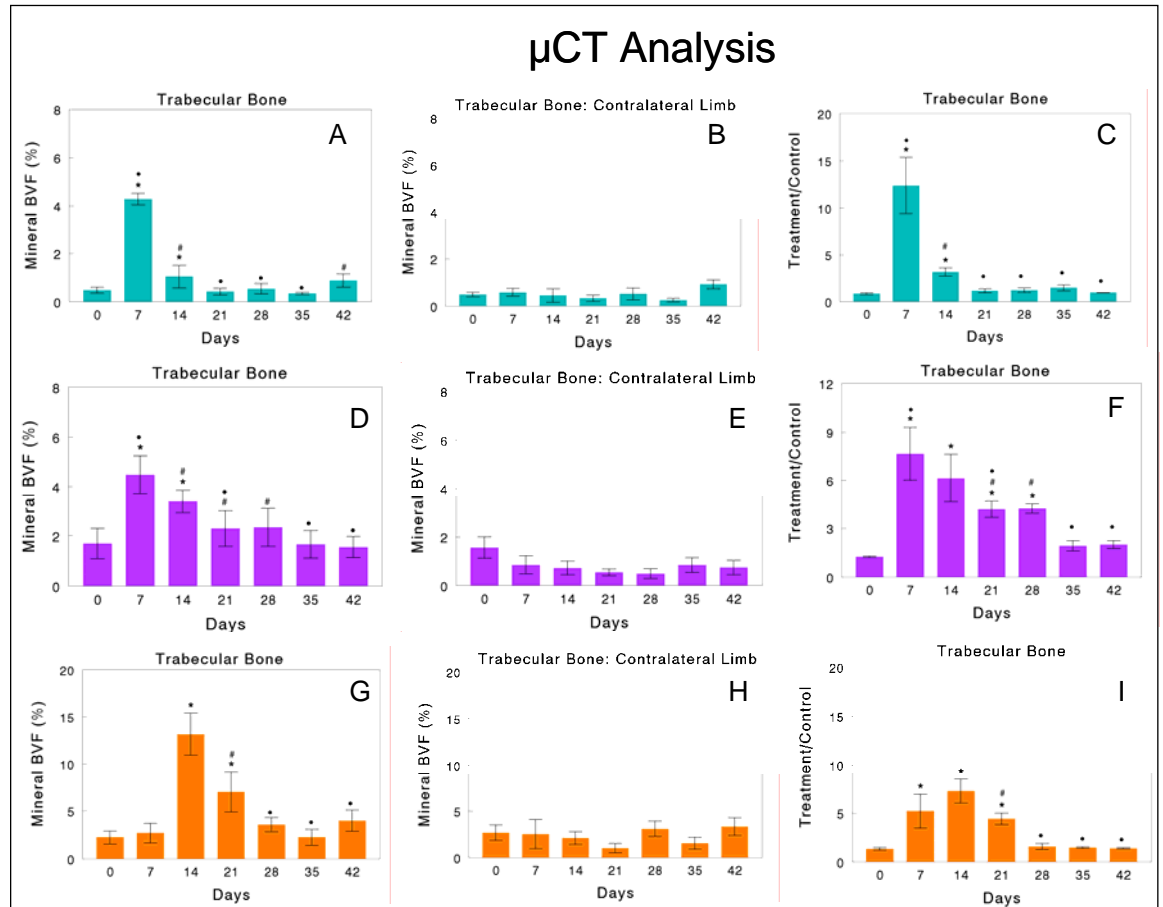 µCT Analysis
Trabecular Bone
A
Mineral BVF (%)
8
6
4
2
0
•
*
#
*
•
•
•
#
0 7 14 21 28 35 42
Days
Trabecular Bone: Contralateral Limb
B
Mineral BVF (%)
8
6
4
2
0
0 7 14 21 28 35 42
Days
Trabecular Bone
C
Treatment/Control
20
15
10
5
0
•
*
#
*
•
•
•
•
0 7 14 21 28 35 42
Days
Trabecular Bone
D
Mineral BVF (%)
8
6
4
2
0
•
*
#
*
•
#
#
•
•
0 7 14 21 28 35 42
Days
Trabecular Bone: Contralateral Limb
E
Mineral BVF (%)
8
6
4
2
0
0 7 14 21 28 35 42
Days
Trabecular Bone
F
Treatment/Control
12
9
6
3
0
•
*
*
•
#
*
#
*
•
•
0 7 14 21 28 35 42
Days
Trabecular Bone
G
Mineral BVF (%)
20
15
10
5
0
*
#
*
•
•
•
0 7 14 21 28 35 42
Days
Trabecular Bone: Contralateral Limb
H
Mineral BVF (%)
20
15
10
5
0
0 7 14 21 28 35 42
Days
Trabecular Bone
I
Treatment/Control
20
15
10
5
0
*
*
#
*
•
•
•
0 7 14 21 28 35 42
Days